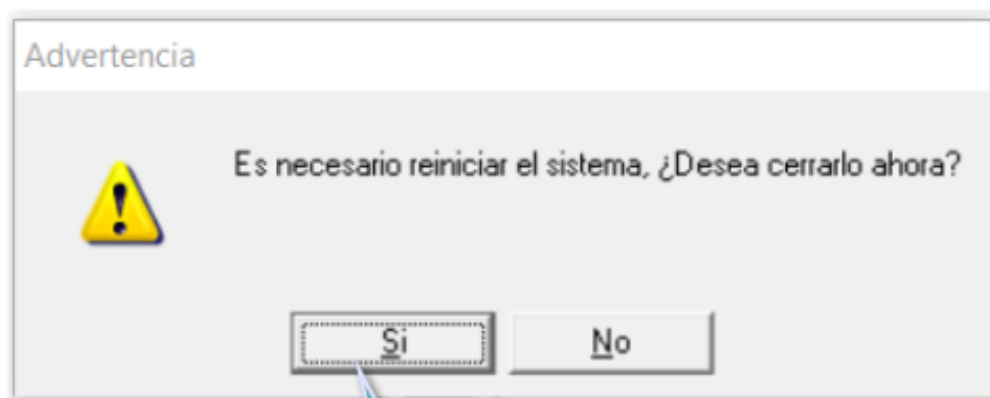 Advertencia
Es necesario reiniciar el sistema, ¿Desea cerrarlo ahora?
Si
No